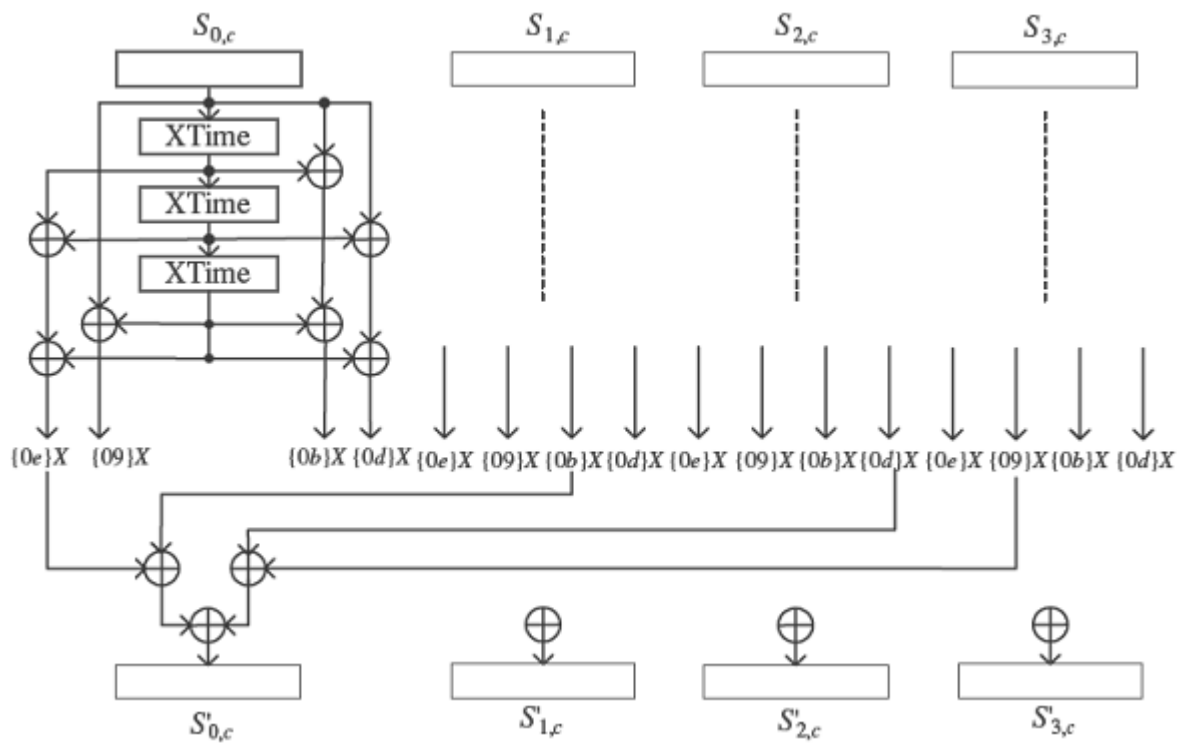 S0,c S1,c S2,c S3,c
XTime
XTime
XTime
{0e}X {09}X {0b}X {0d}X {0e}X {09}X {0b}X {0d}X {0e}X {09}X {0b}X {0d}X {0e}X {09}X {0b}X {0d}X
S'0,c S'1,c S'2,c S'3,c